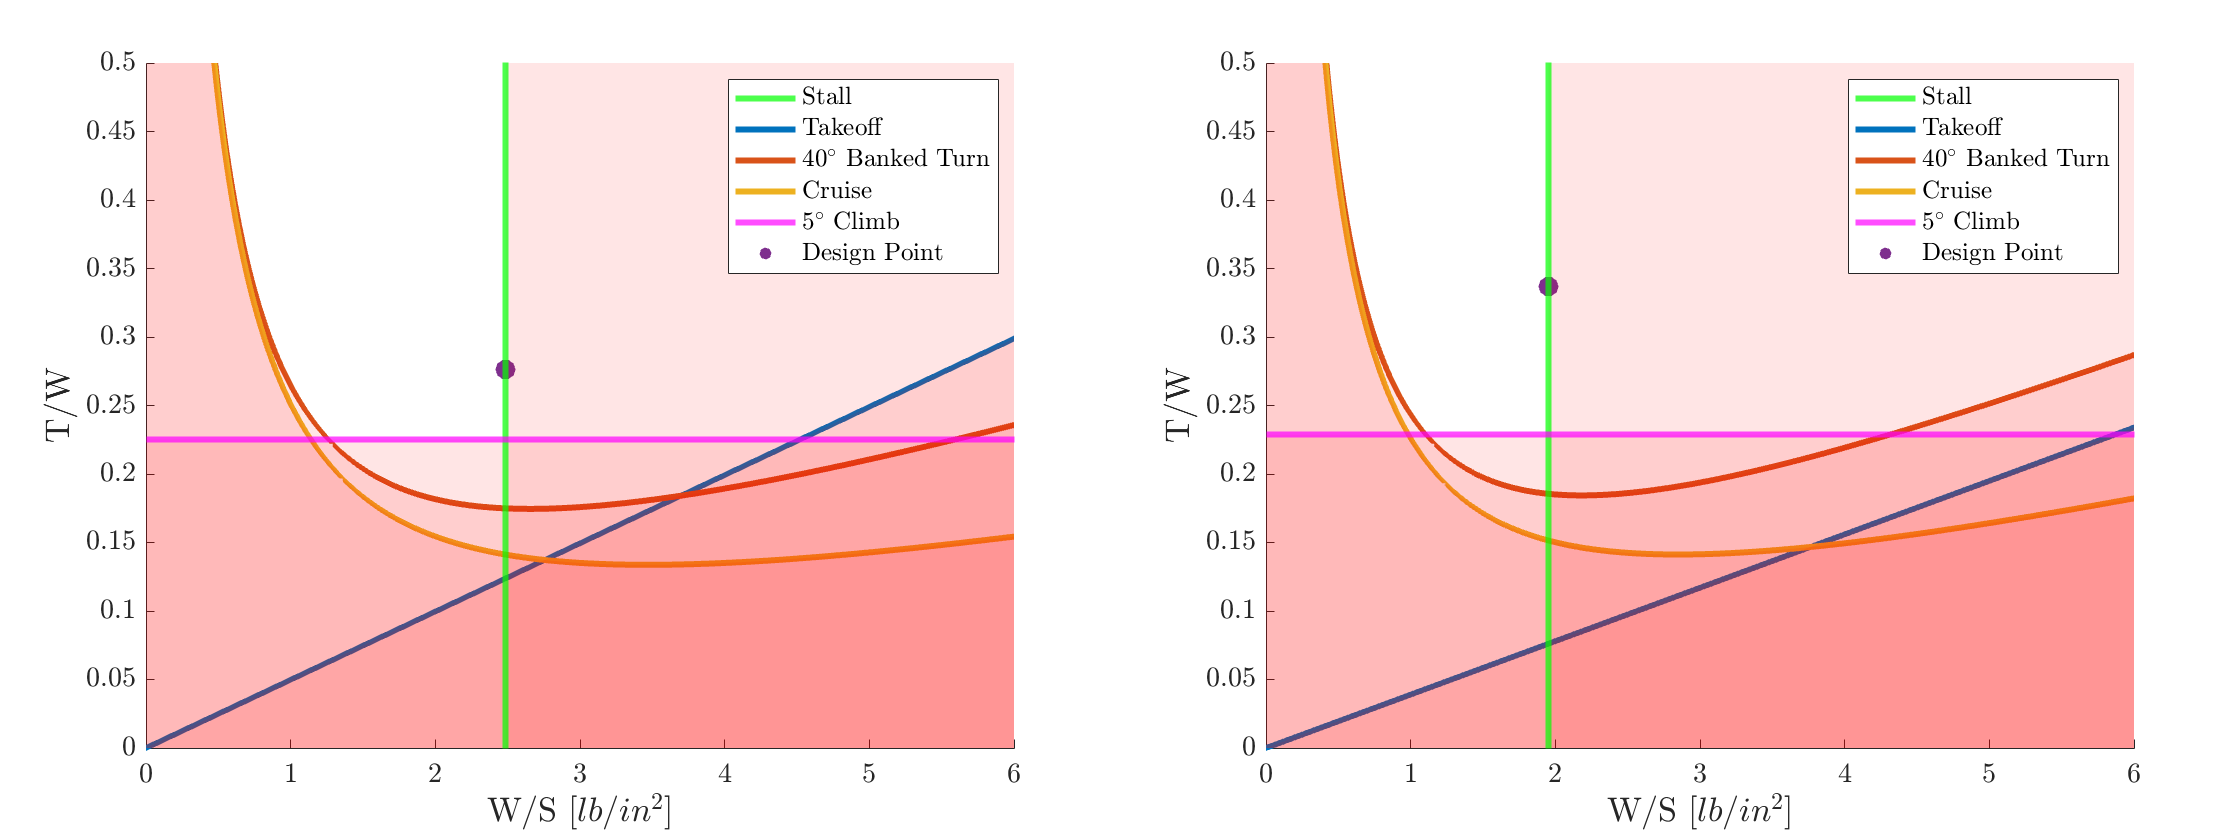 0.5
0.45
0.4
0.35
0.3
0.25
0.2
0.15
0.1
0.05
0
T/W
0 1 2 3 4 5 6
W/S [lb/in²]
Stall
Takeoff
40° Banked Turn
Cruise
5° Climb
Design Point
0.5
0.45
0.4
0.35
0.3
0.25
0.2
0.15
0.1
0.05
0
T/W
0 1 2 3 4 5 6
W/S [lb/in²]
Stall
Takeoff
40° Banked Turn
Cruise
5° Climb
Design Point